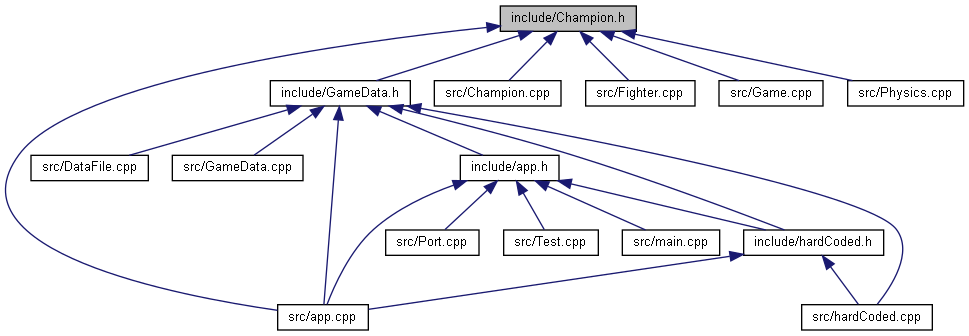 include/Champion.h
include/GameData.h
src/Champion.cpp
src/Fighter.cpp
src/Game.cpp
src/Physics.cpp
src/DataFile.cpp
src/GameData.cpp
include/app.h
src/Port.cpp
src/Test.cpp
src/main.cpp
include/hardCoded.h
src/app.cpp
src/hardCoded.cpp